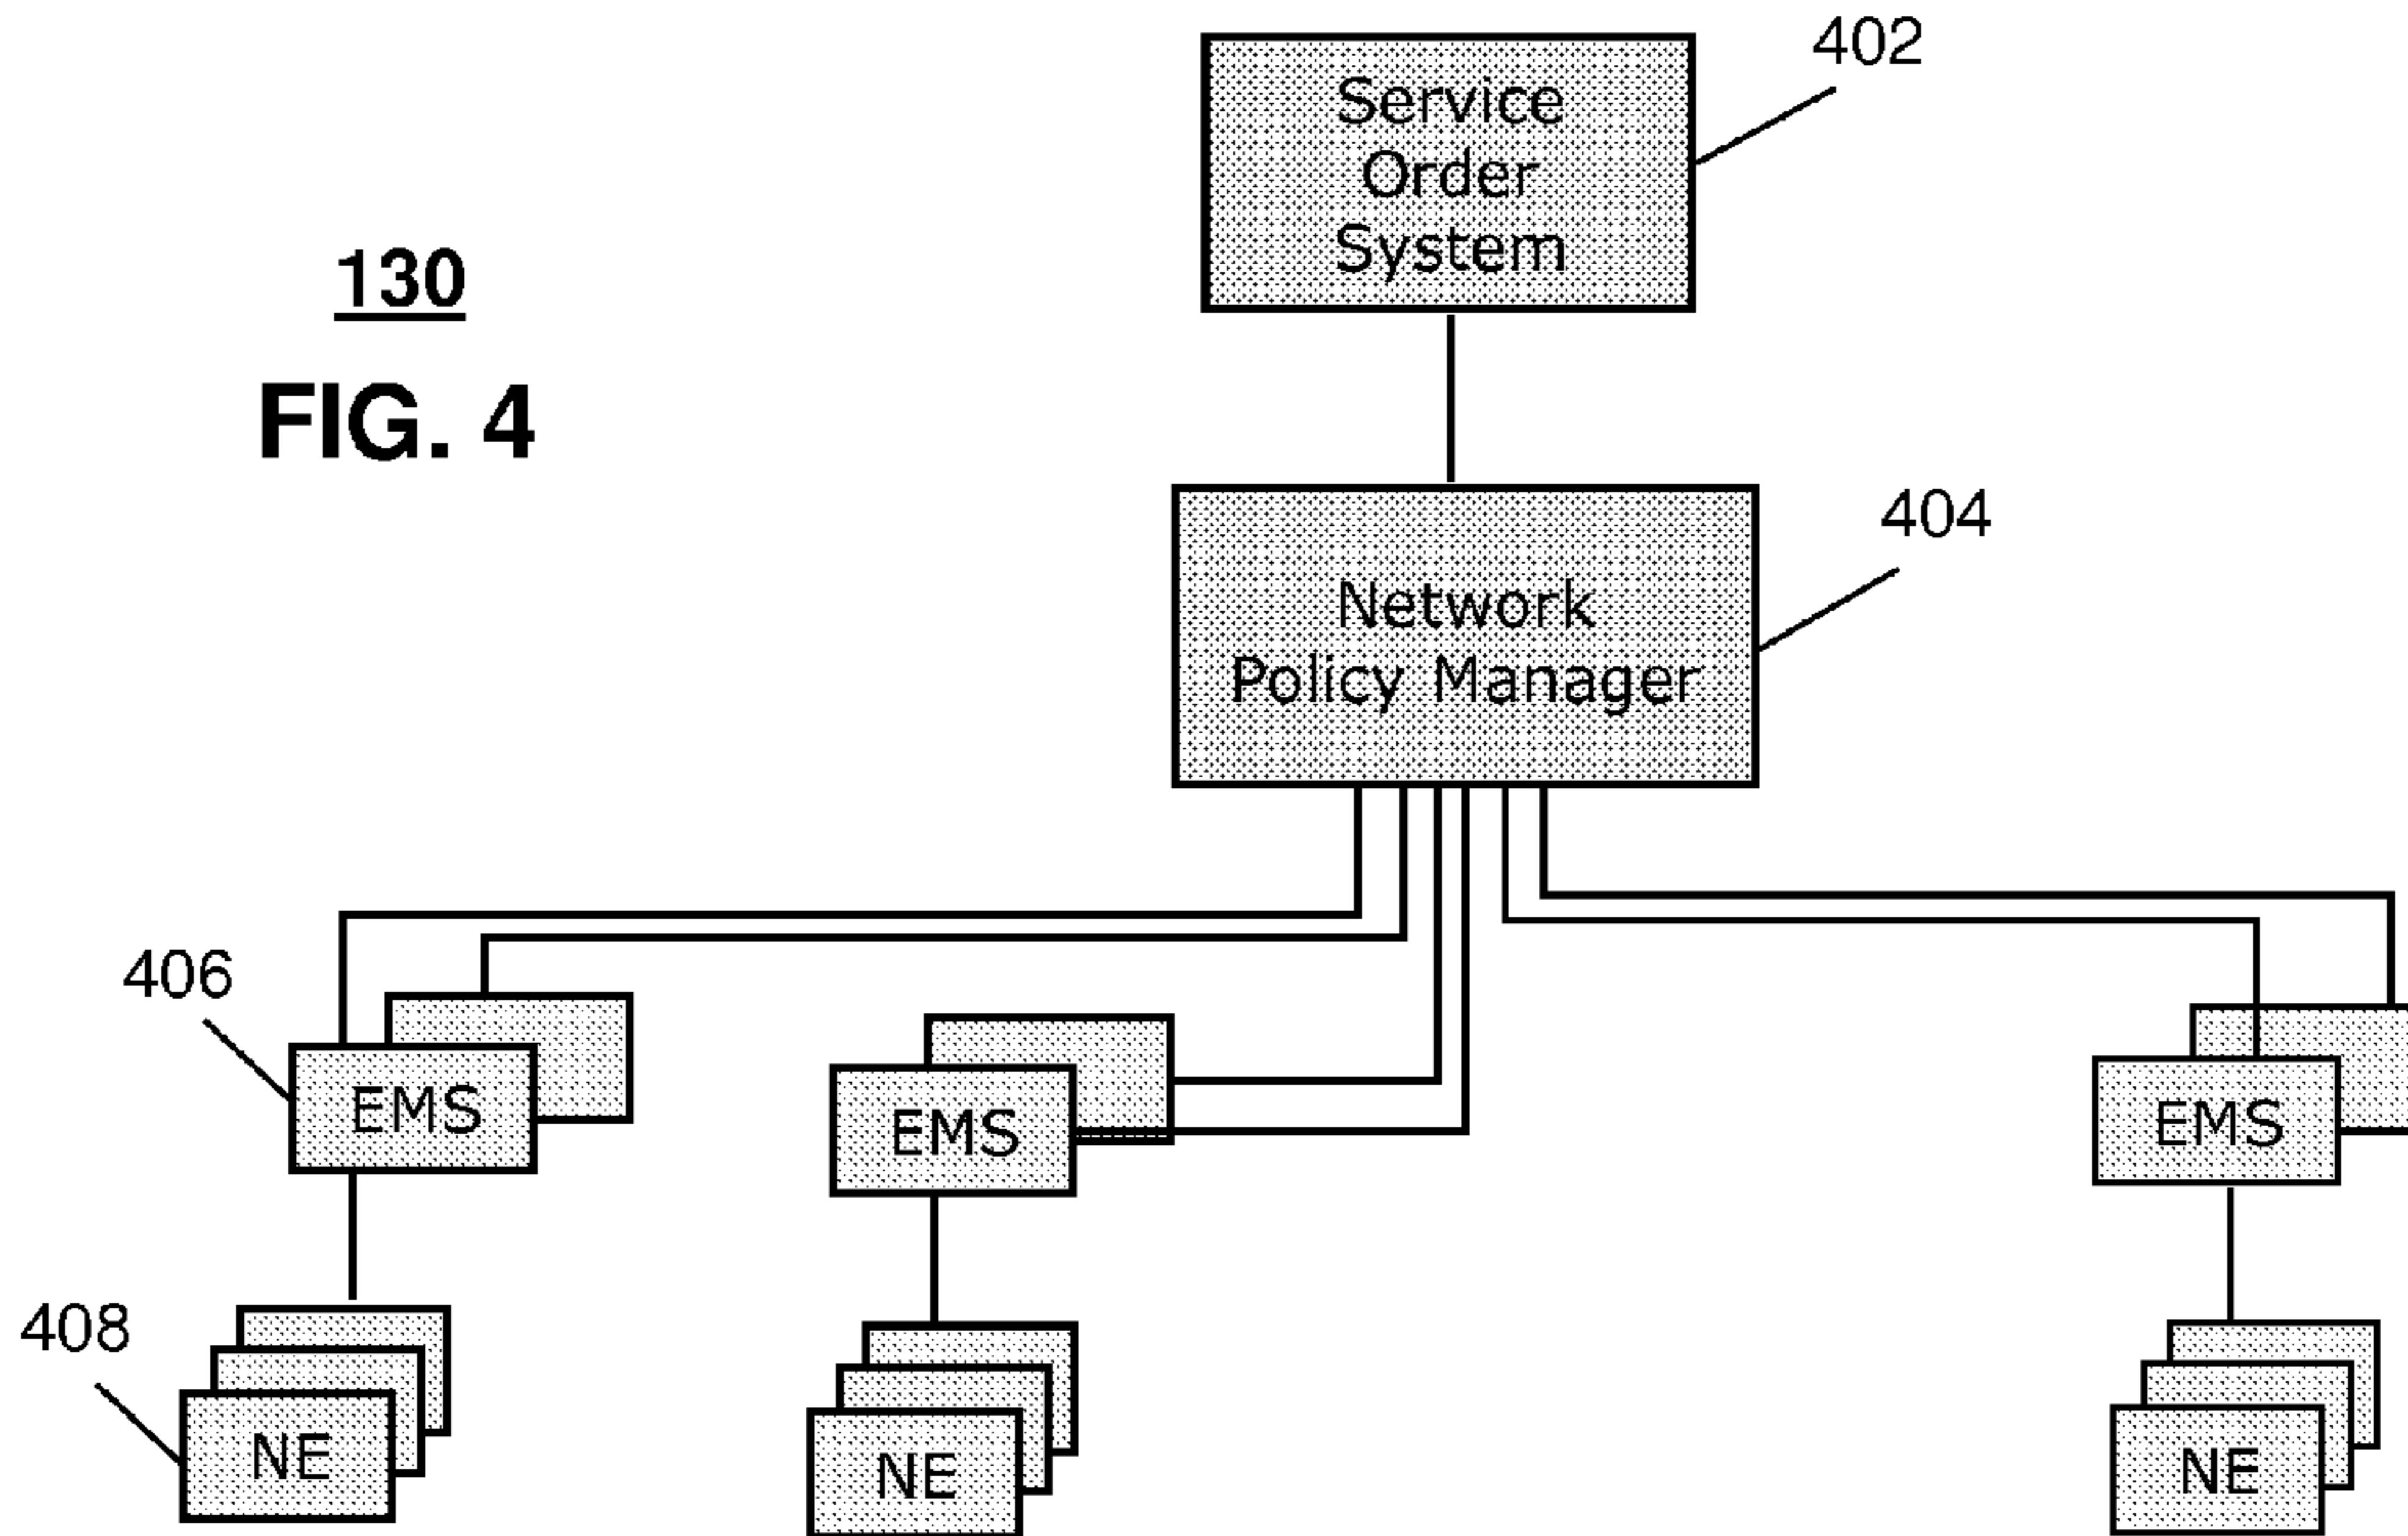 402
Service
Order
System
130
FIG. 4
404
Network
Policy Manager
406
EMS
EMS
EMS
408
NE
NE
NE